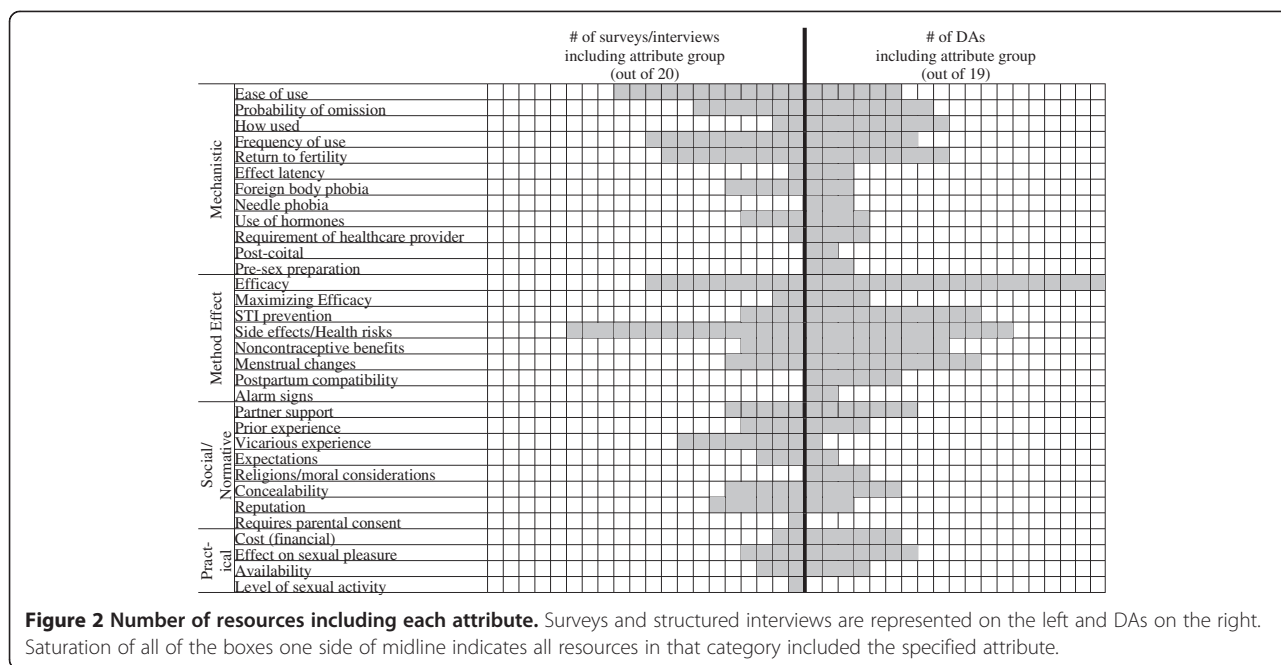 # of surveys/interviews
including attribute group
(out of 20)
# of DAs
including attribute group
(out of 19)
Mechanistic
Ease of use
Probability of omission
How used
Frequency of use
Return to fertility
Effect latency
Foreign body phobia
Needle phobia
Use of hormones
Requirement of healthcare provider
Post-coital
Pre-sex preparation
Method Effect
Efficacy
Maximizing Efficacy
STI prevention
Side effects/Health risks
Noncontraceptive benefits
Menstrual changes
Postpartum compatibility
Alarm signs
Social/
Normative
Partner support
Prior experience
Vicarious experience
Expectations
Religions/moral considerations
Concealability
Reputation
Requires parental consent
Pract-
ical
Cost (financial)
Effect on sexual pleasure
Availability
Level of sexual activity
Figure 2 Number of resources including each attribute. Surveys and structured interviews are represented on the left and DAs on the right.
Saturation of all of the boxes one side of midline indicates all resources in that category included the specified attribute.